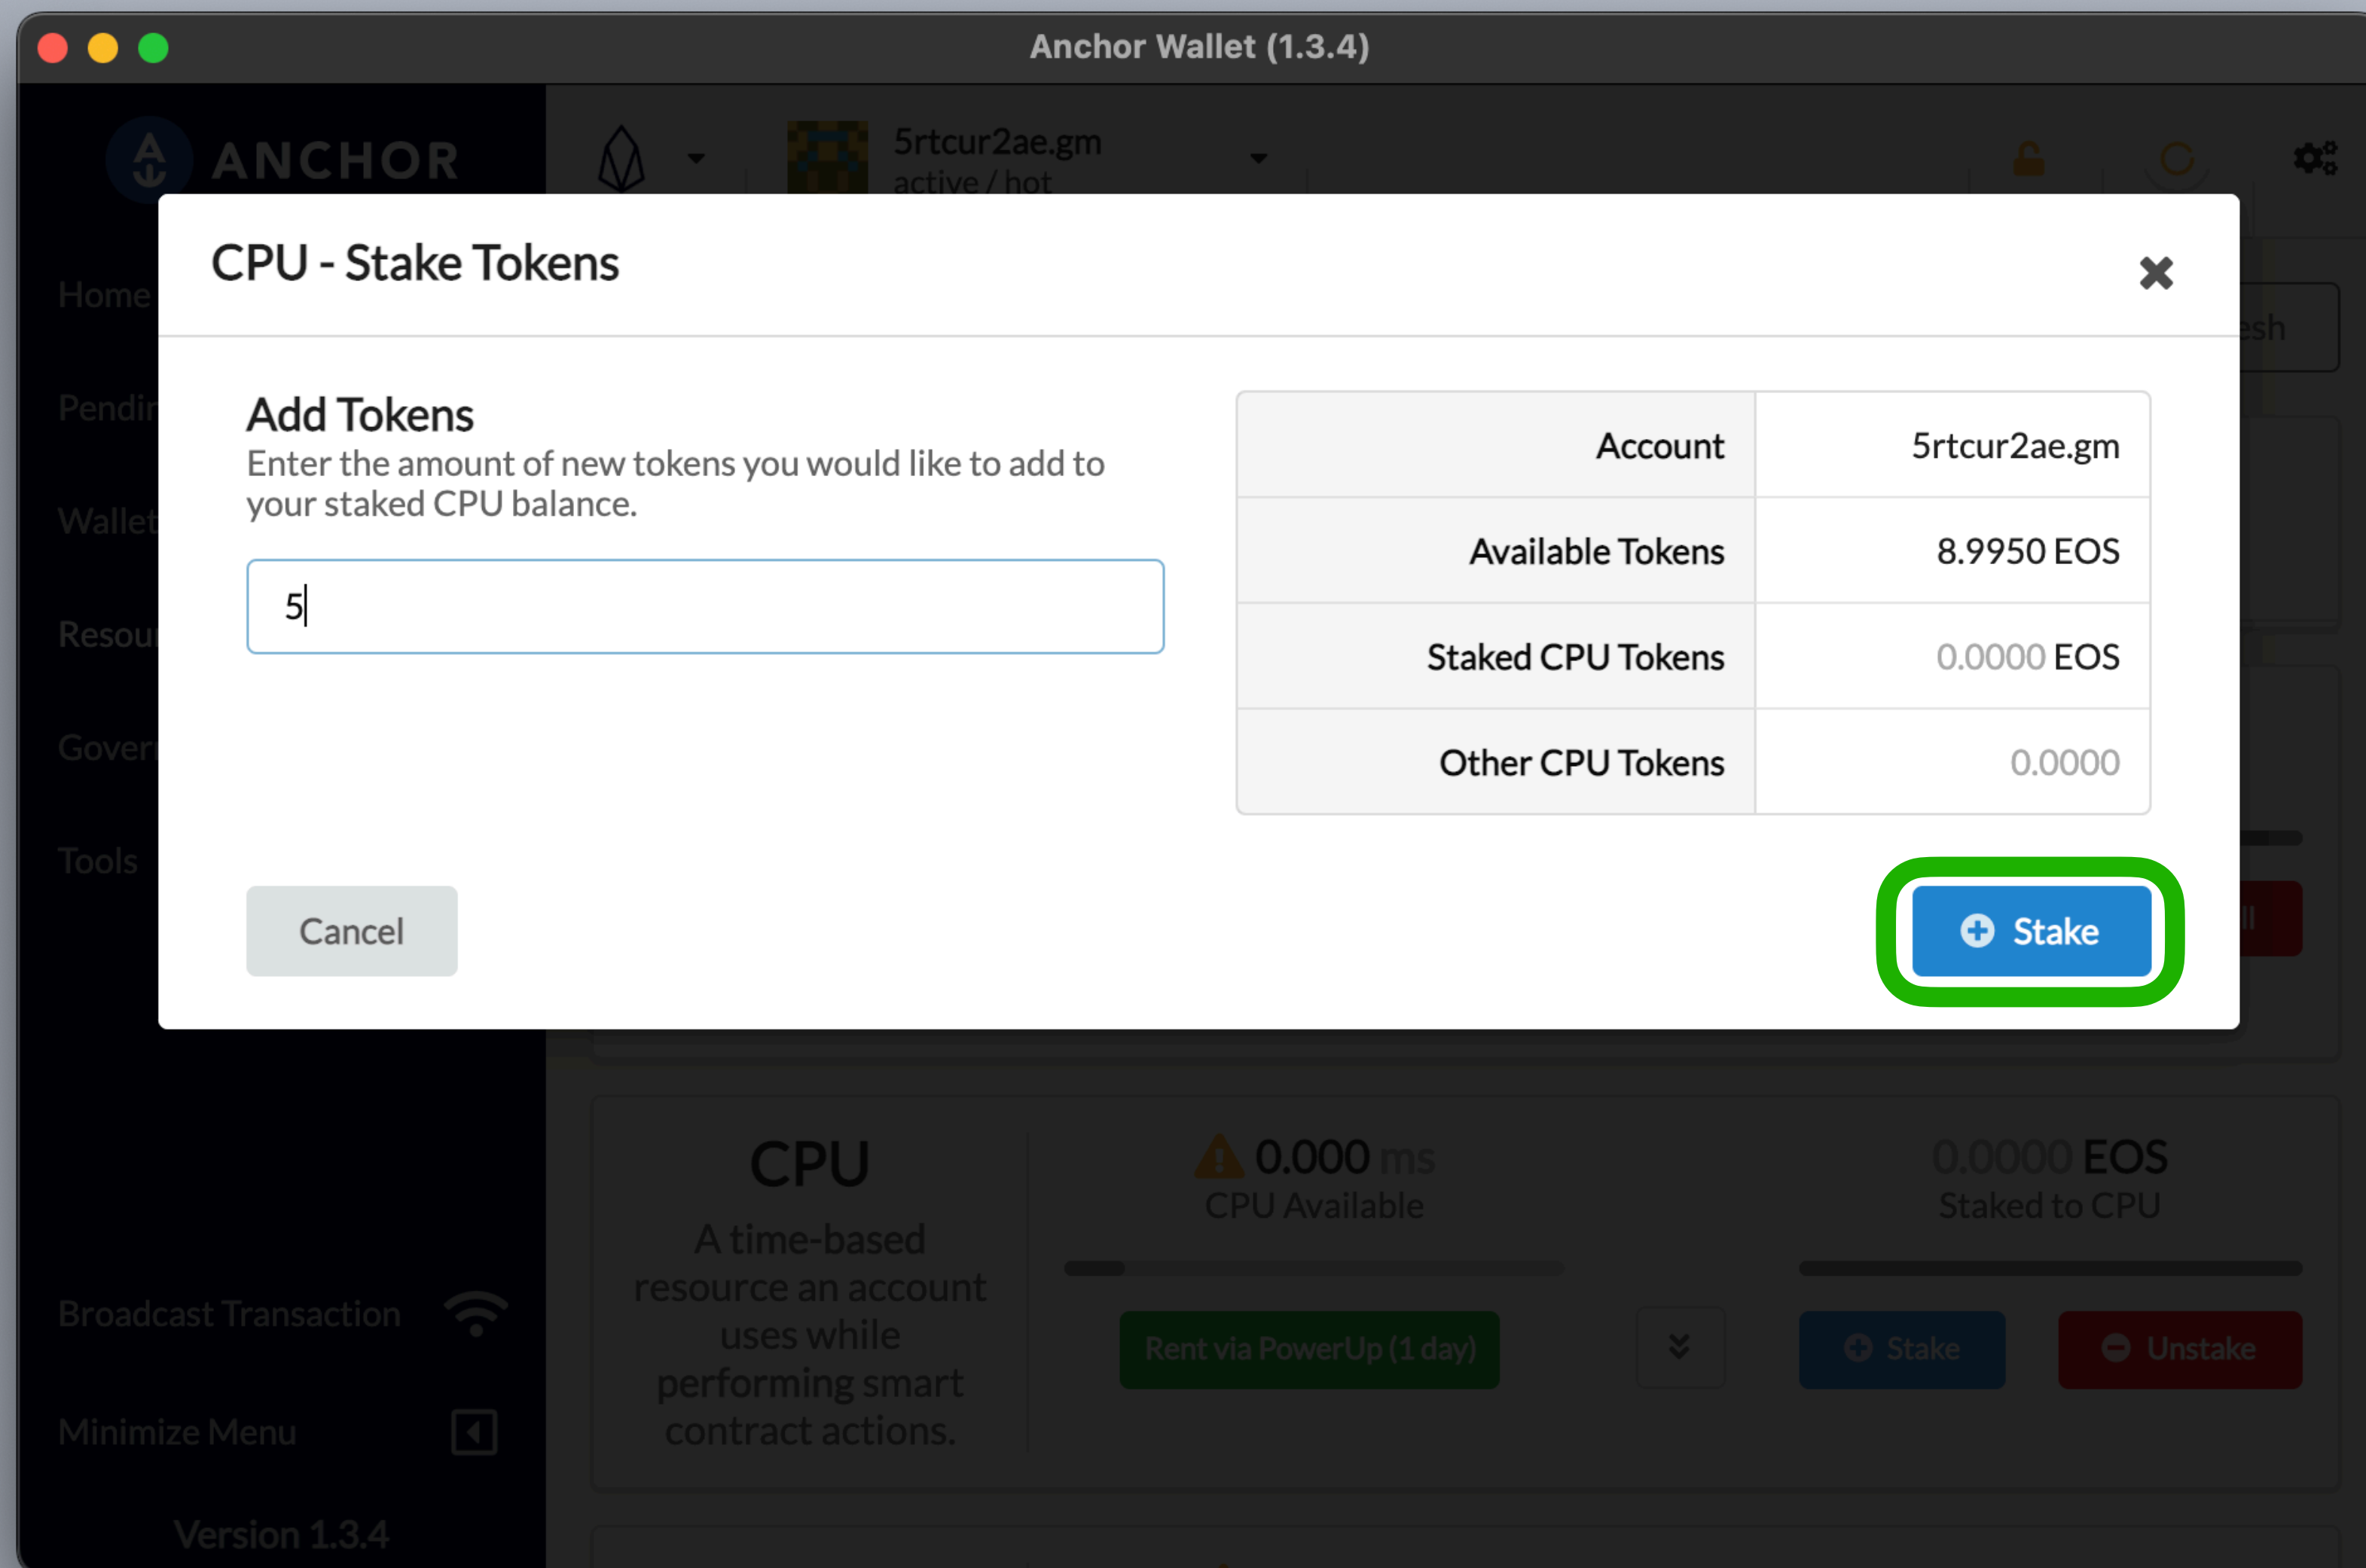 Anchor Wallet (1.3.4)
ANCHOR
5rtcur2ae.gm
active / hot
CPU - Stake Tokens
Home
Wallet
Tools
Add Tokens
Enter the amount of new tokens you would like to add to
your staked CPU balance.
5
Account 5rtcur2ae.gm
Available Tokens 8.9950 EOS
Staked CPU Tokens 0.0000 EOS
Other CPU Tokens 0.0000
Cancel
Stake
CPU
A time-based
resource an account
uses while
performing smart
contract actions.
0.000 ms
CPU Available
Rent via PowerUp (1 day)
0.0000 EOS
Staked to CPU
Stake
Unstake
Broadcast Transaction
Minimize Menu
Version 1.3.4